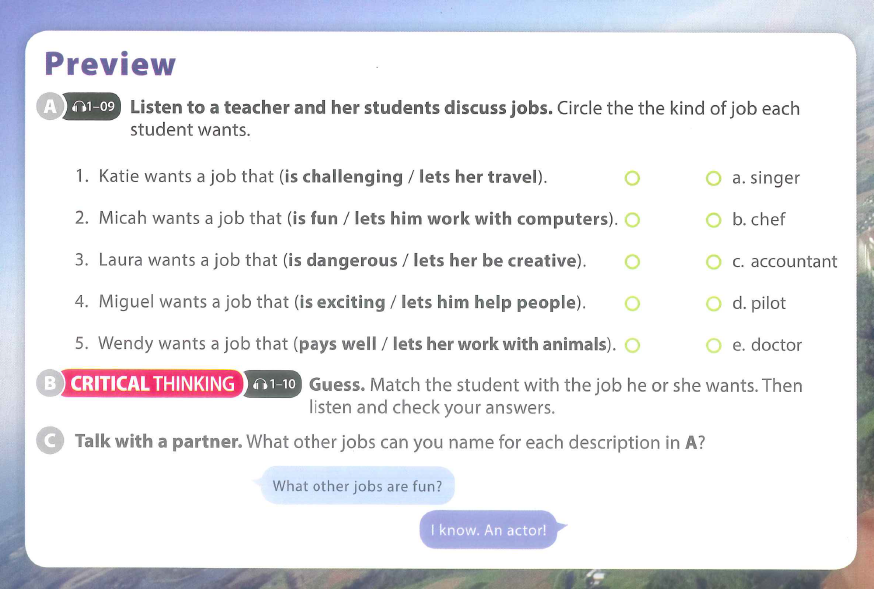 Preview
A 1–09 Listen to a teacher and her students discuss jobs. Circle the the kind of job each
student wants.
1. Katie wants a job that (is challenging / lets her travel). a. singer
2. Micah wants a job that (is fun / lets him work with computers). b. chef
3. Laura wants a job that (is dangerous / lets her be creative). c. accountant
4. Miguel wants a job that (is exciting / lets him help people). d. pilot
5. Wendy wants a job that (pays well / lets her work with animals). e. doctor
B CRITICAL THINKING 1–10 Guess. Match the student with the job he or she wants. Then
listen and check your answers.
C Talk with a partner. What other jobs can you name for each description in A?
What other jobs are fun?
I know. An actor!